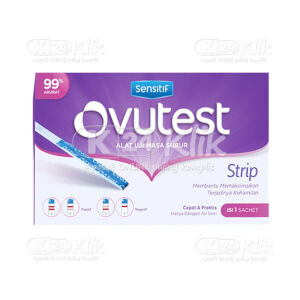 Sensitif
99%
AKURAT
Ovutest
ALAT UJI MASA SUBUR
Strip
Membantu Memaksimalkan
Terjadinya Kehamilan
Positif
Negatif
Cepat & Praktis
Hanya Dengan Air Seni
ISI 1 SACHET